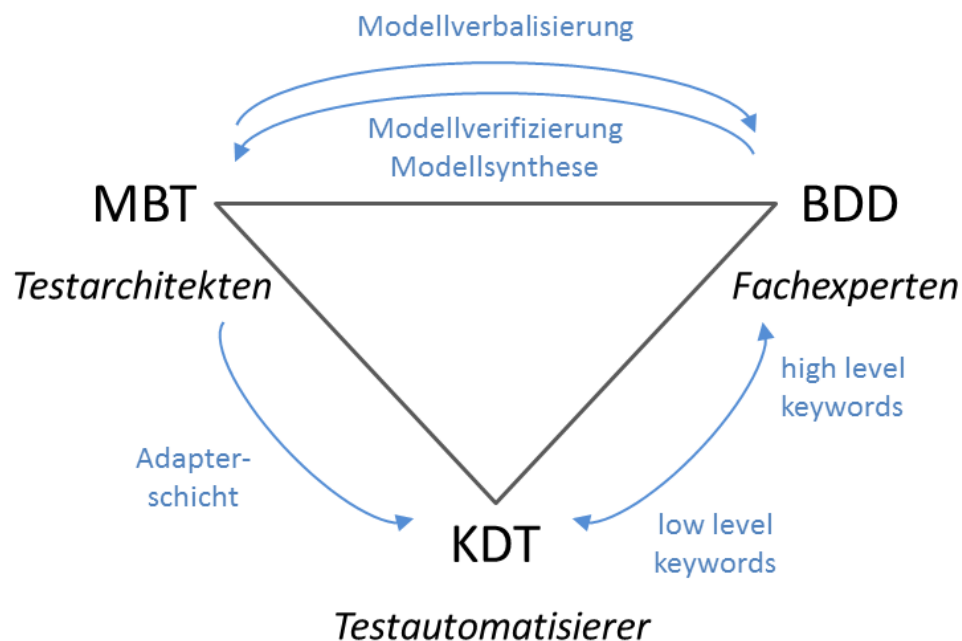 Modellverbalisierung
Modellverifizierung
Modellsynthese
MBT
BDD
Testarchitekten
Fachexperten
high level
keywords
Adapter-
schicht
low level
keywords
KDT
Testautomatisierer